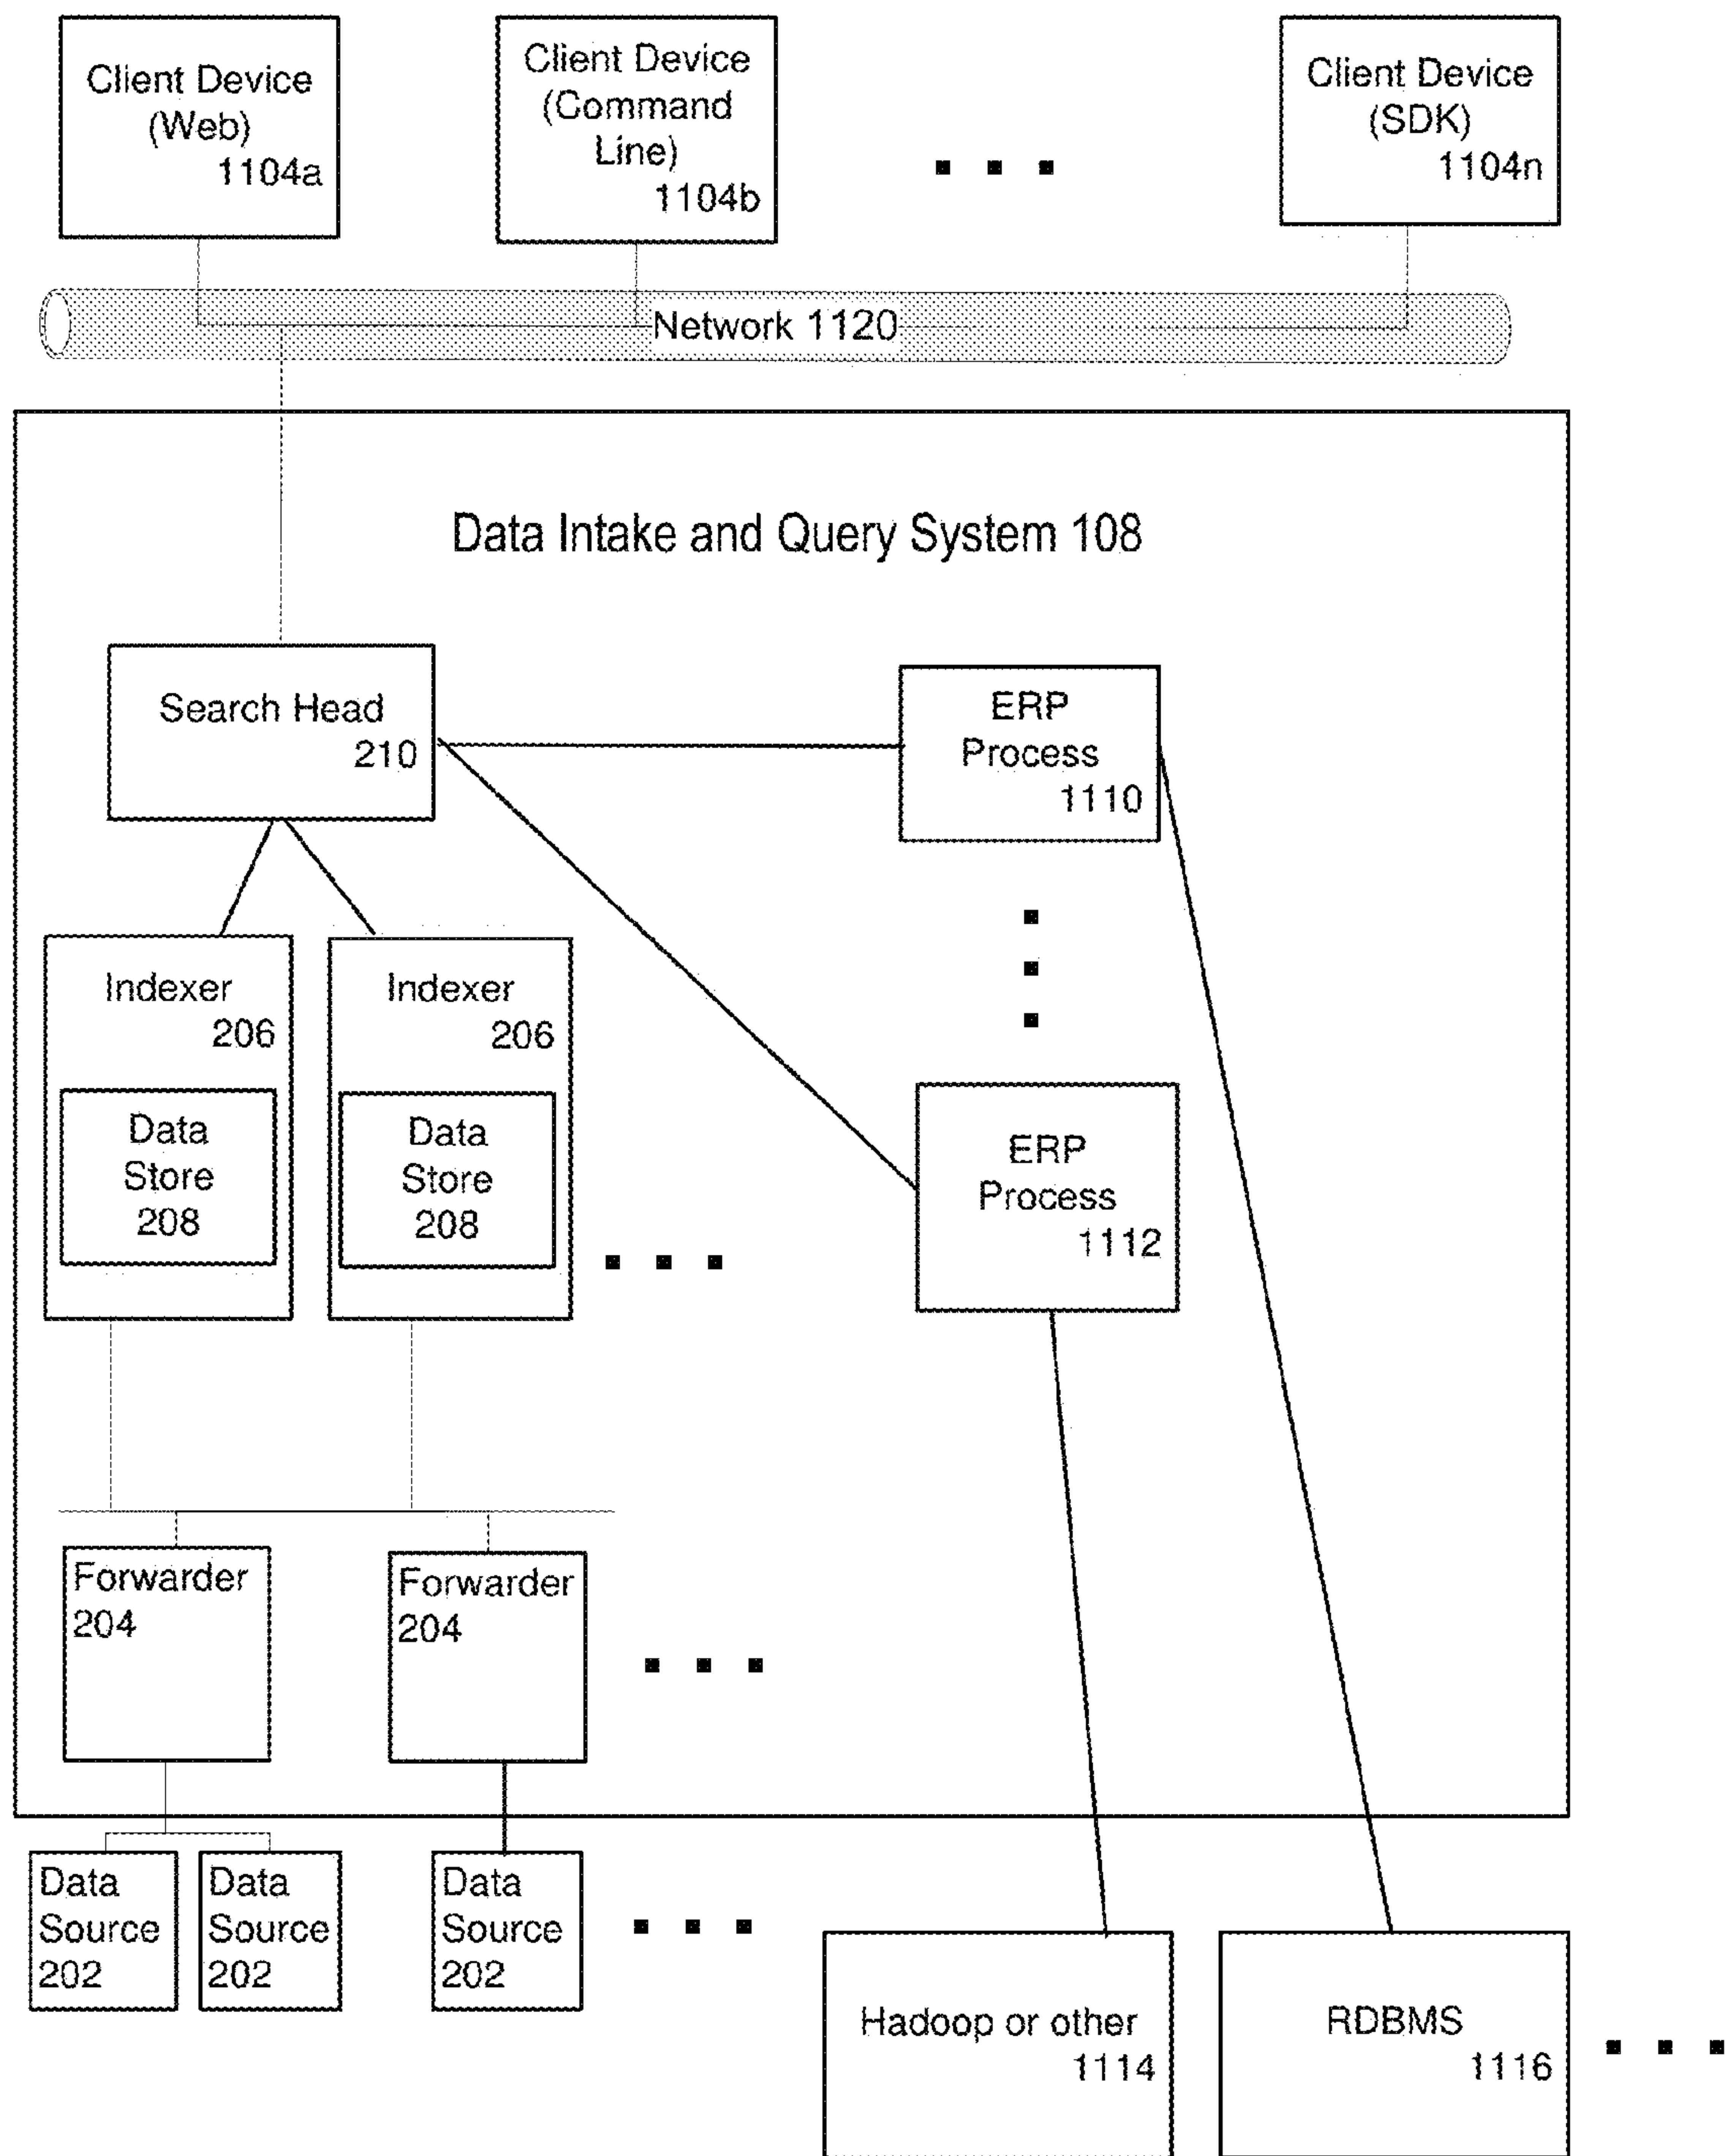 Client Device
(Web)
1104a
Client Device
(Command
Line)
1104b
Client Device
(SDK)
1104n
Network 1120
Data Intake and Query System 108
Search Head
210
ERP
Process
1110
Indexer
206
Data
Store
208
Indexer
206
Data
Store
208
ERP
Process
1112
Forwarder
204
Forwarder
204
Data
Source
202
Data
Source
202
Data
Source
202
Hadoop or other
1114
RDBMS
1116